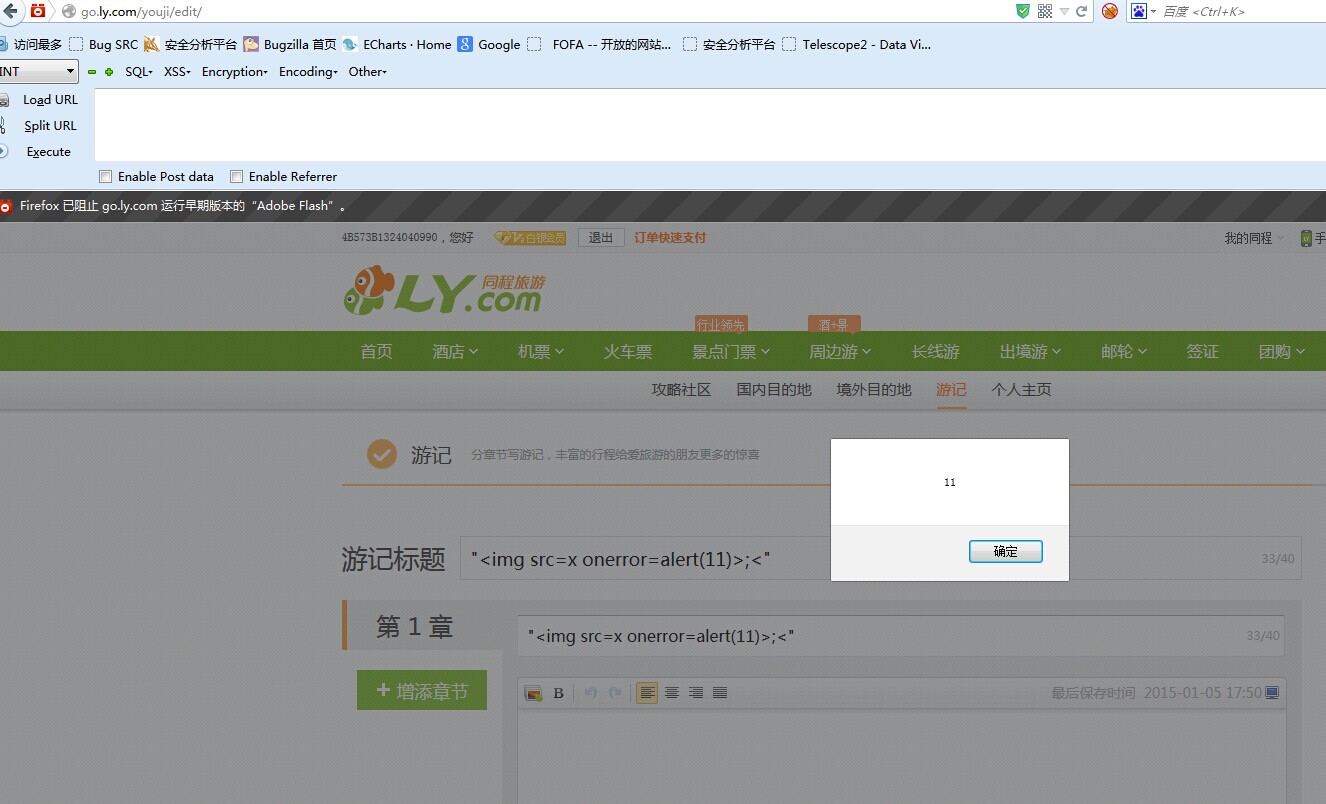 go.ly.com/youji/edit/
百度 <Ctrl+K>
访问最多 Bug SRC 安全分析平台 Bugzilla 首页 ECharts · Home Google FOFA -- 开放的网站... 安全分析平台 Telescope2 - Data Vi...
INT SQL XSS Encryption Encoding Other
Load URL
Split URL
Execute
Enable Post data Enable Referrer
Firefox 已阻止 go.ly.com 运行早期版本的“Adobe Flash”。
4B573B1324040990，您好 V2白银会员 退出 订单快速支付 我的同程 手
LY.com 同程旅游
行业领先 酒+景
首页 酒店 机票 火车票 景点门票 周边游 长线游 出境游 邮轮 签证 团购
攻略社区 国内目的地 境外目的地 游记 个人主页
游记 分章节写游记，丰富的行程给爱旅游的朋友更多的惊喜
11
确定
游记标题 "<img src=x onerror=alert(11)>;<" 33/40
第 1 章 "<img src=x onerror=alert(11)>;<" 33/40
+ 增添章节
B 最后保存时间 2015-01-05 17:50